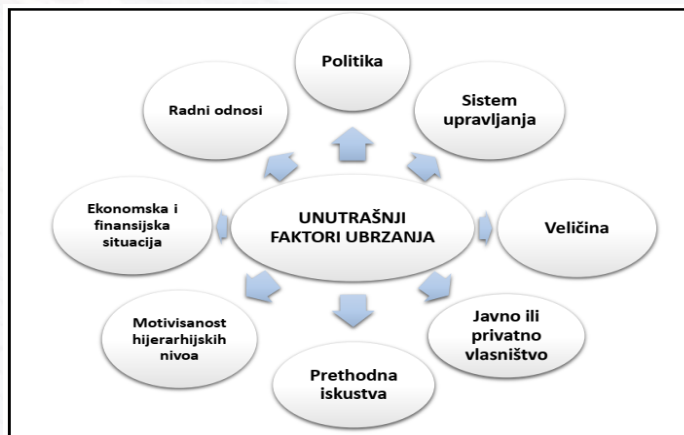 Politika
Sistem
upravljanja
Radni odnosi
UNUTRAŠNJI
FAKTORI UBRZANJA
Veličina
Ekonomska i
finansijska
situacija
Javno ili
privatno
vlasništvo
Motivisanost
hijerarhijskih
nivoa
Prethodna
iskustva